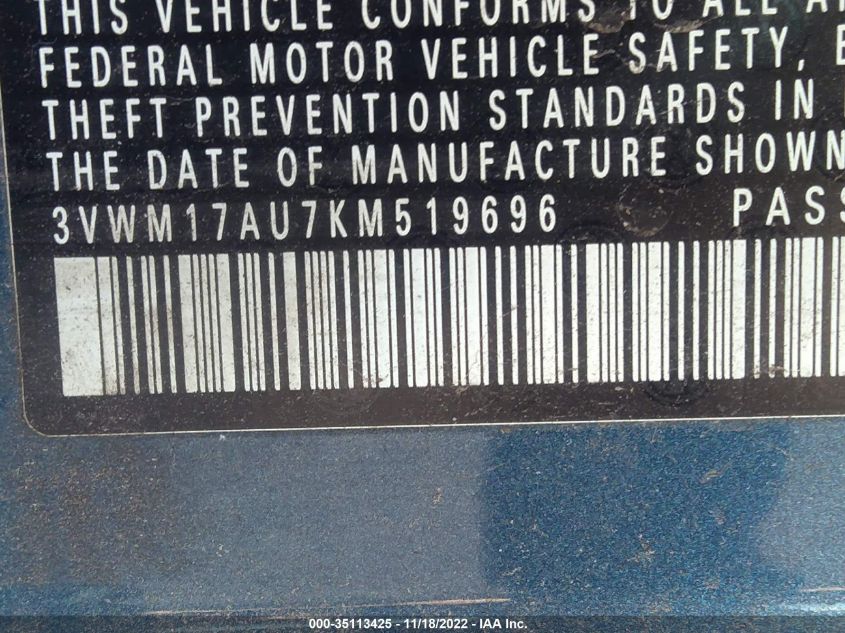 THIS VEHICLE CONFORMS TO ALL
FEDERAL MOTOR VEHICLE SAFETY,
THEFT PREVENTION STANDARDS IN
THE DATE OF MANUFACTURE SHOWN
3VWM17AU7KM519696 PASS
000-35113425 - 11/18/2022 - IAA Inc.